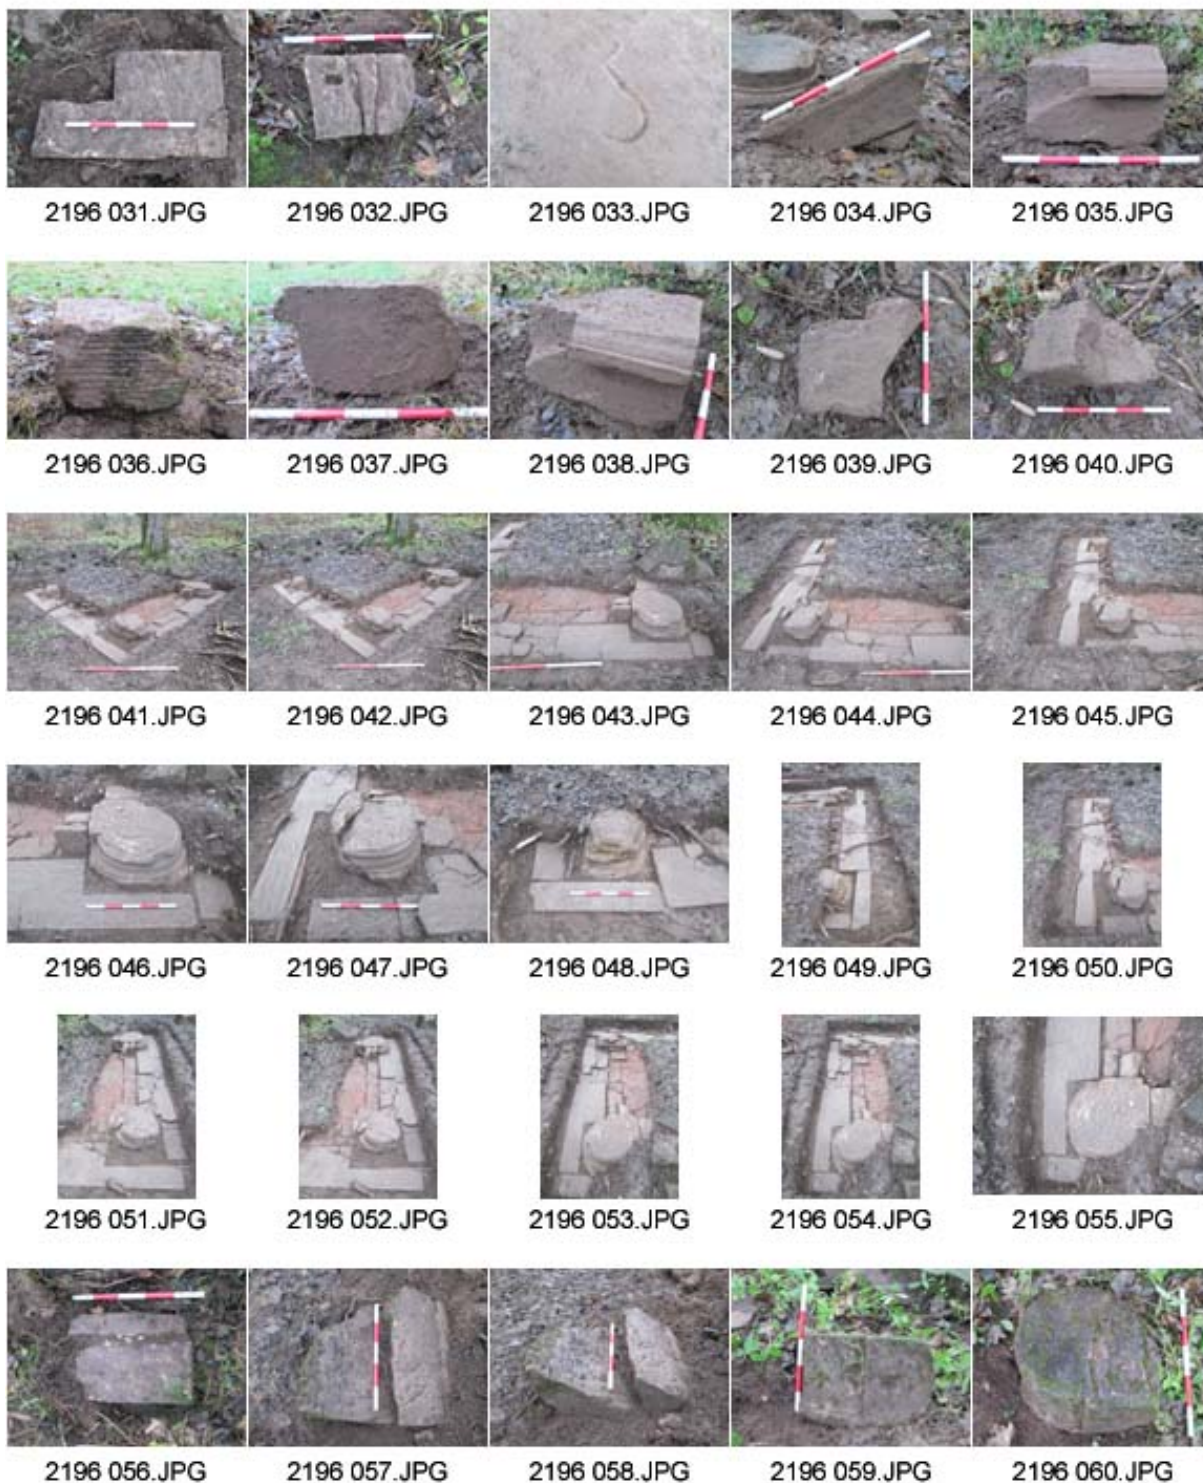 2196 031.JPG 2196 032.JPG 2196 033.JPG 2196 034.JPG 2196 035.JPG
2196 036.JPG 2196 037.JPG 2196 038.JPG 2196 039.JPG 2196 040.JPG
2196 041.JPG 2196 042.JPG 2196 043.JPG 2196 044.JPG 2196 045.JPG
2196 046.JPG 2196 047.JPG 2196 048.JPG 2196 049.JPG 2196 050.JPG
2196 051.JPG 2196 052.JPG 2196 053.JPG 2196 054.JPG 2196 055.JPG
2196 056.JPG 2196 057.JPG 2196 058.JPG 2196 059.JPG 2196 060.JPG